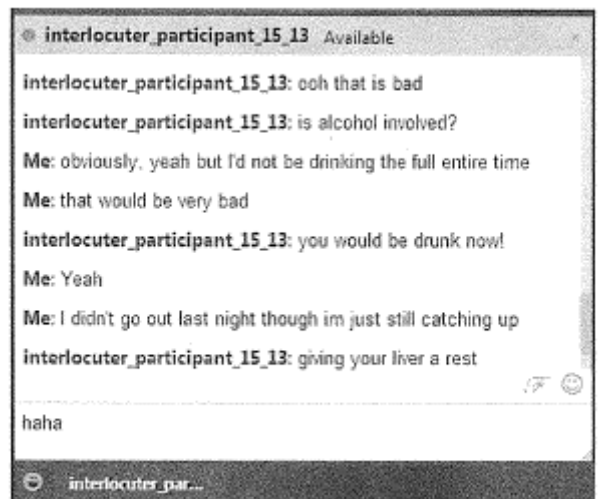 interlocuter_participant_15_13 Available
interlocuter_participant_15_13: ooh that is bad
interlocuter_participant_15_13: is alcohol involved?
Me: obviously, yeah but I'd not be drinking the full entire time
Me: that would be very bad
interlocuter_participant_15_13: you would be drunk now!
Me: Yeah
Me: I didn't go out last night though im just still catching up
interlocuter_participant_15_13: giving your liver a rest
haha
interlocuter_par...